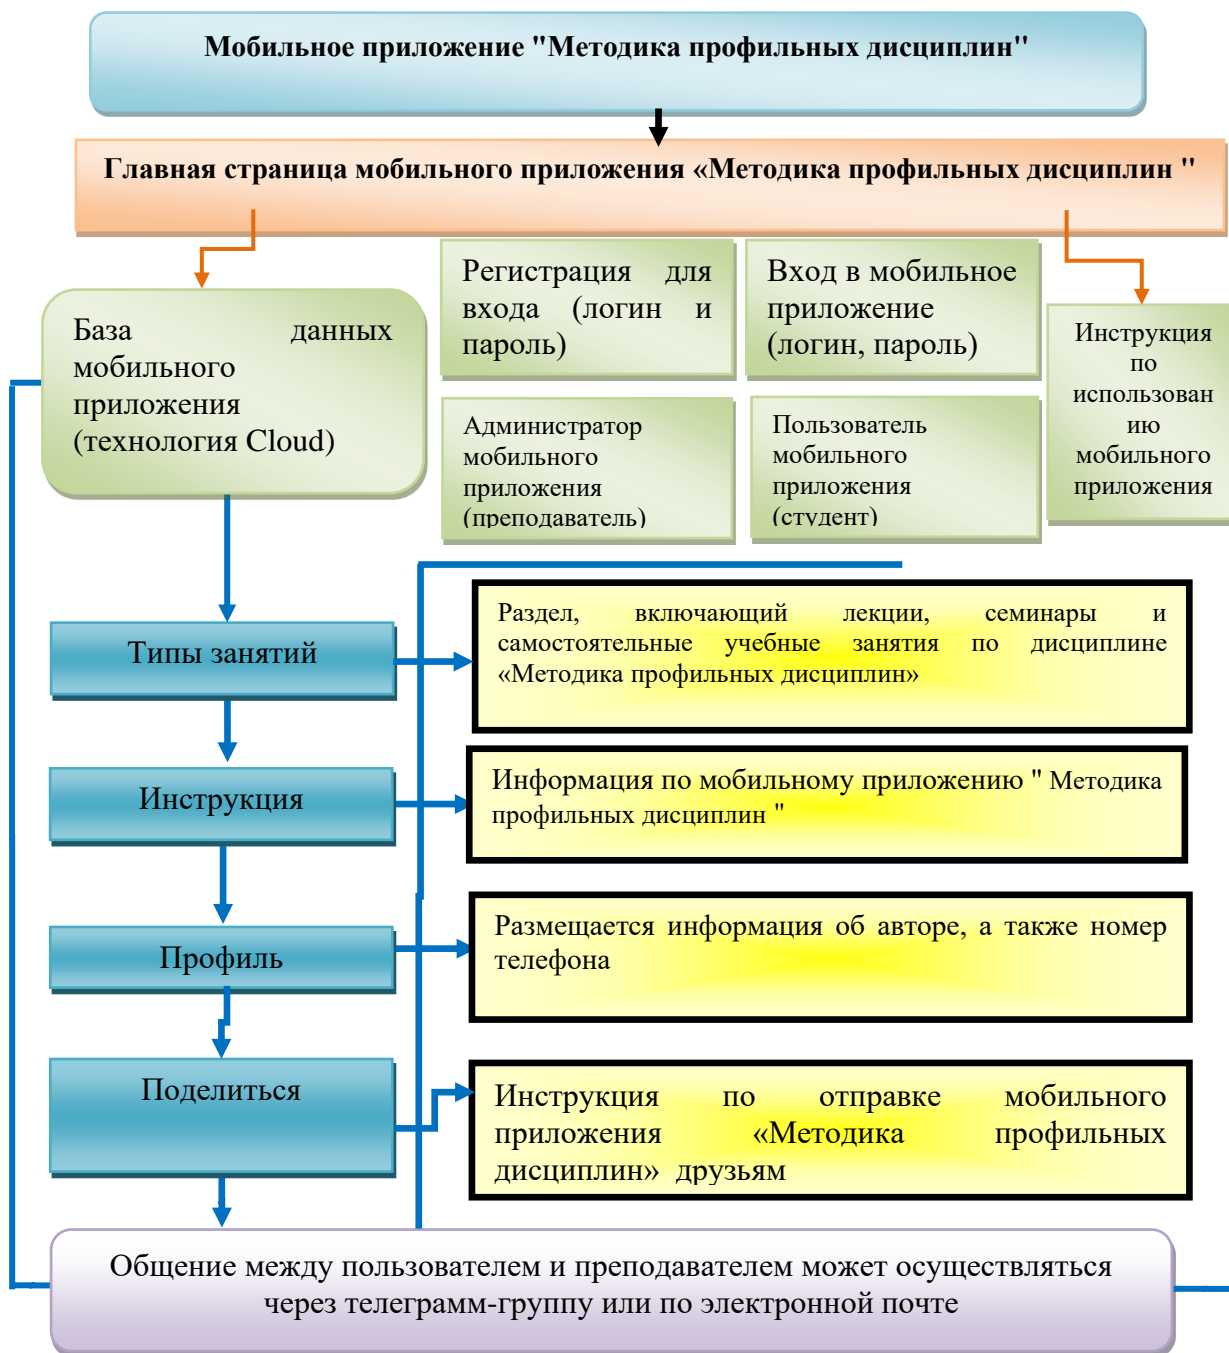 Мобильное приложение "Методика профильных дисциплин"
Главная страница мобильного приложения «Методика профильных дисциплин "
База данных
мобильного
приложения
(технология Cloud)
Регистрация для
входа (логин и
пароль)
Вход в мобильное
приложение
(логин, пароль)
Инструкция
по
использован
ию
мобильного
приложения
Администратор
мобильного
приложения
(преподаватель)
Пользователь
мобильного
приложения
(студент)
Типы занятий
Раздел, включающий лекции, семинары и
самостоятельные учебные занятия по дисциплине
«Методика профильных дисциплин»
Инструкция
Информация по мобильному приложению " Методика
профильных дисциплин "
Профиль
Размещается информация об авторе, а также номер
телефона
Поделиться
Инструкция по отправке мобильного
приложения «Методика профильных
дисциплин» друзьям
Общение между пользователем и преподавателем может осуществляться
через телеграмм-группу или по электронной почте